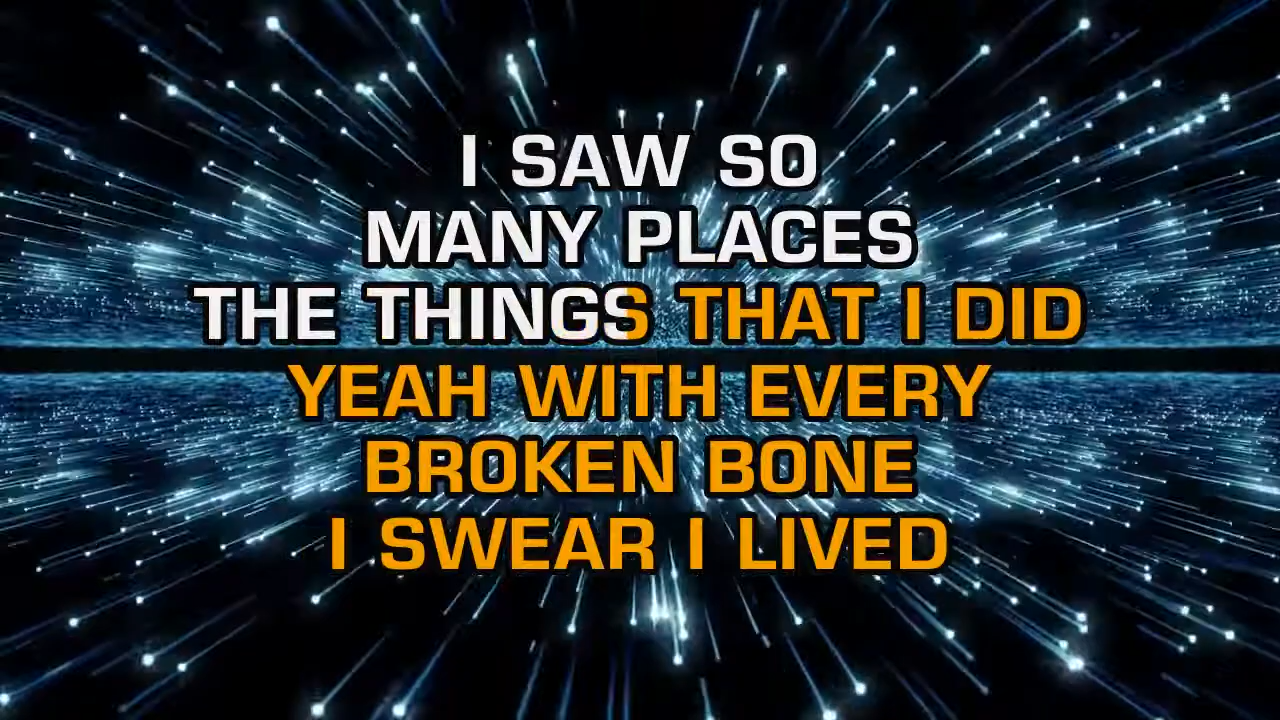 I SAW SO
MANY PLACES
THE THINGS THAT I DID
YEAH WITH EVERY
BROKEN BONE
I SWEAR I LIVED